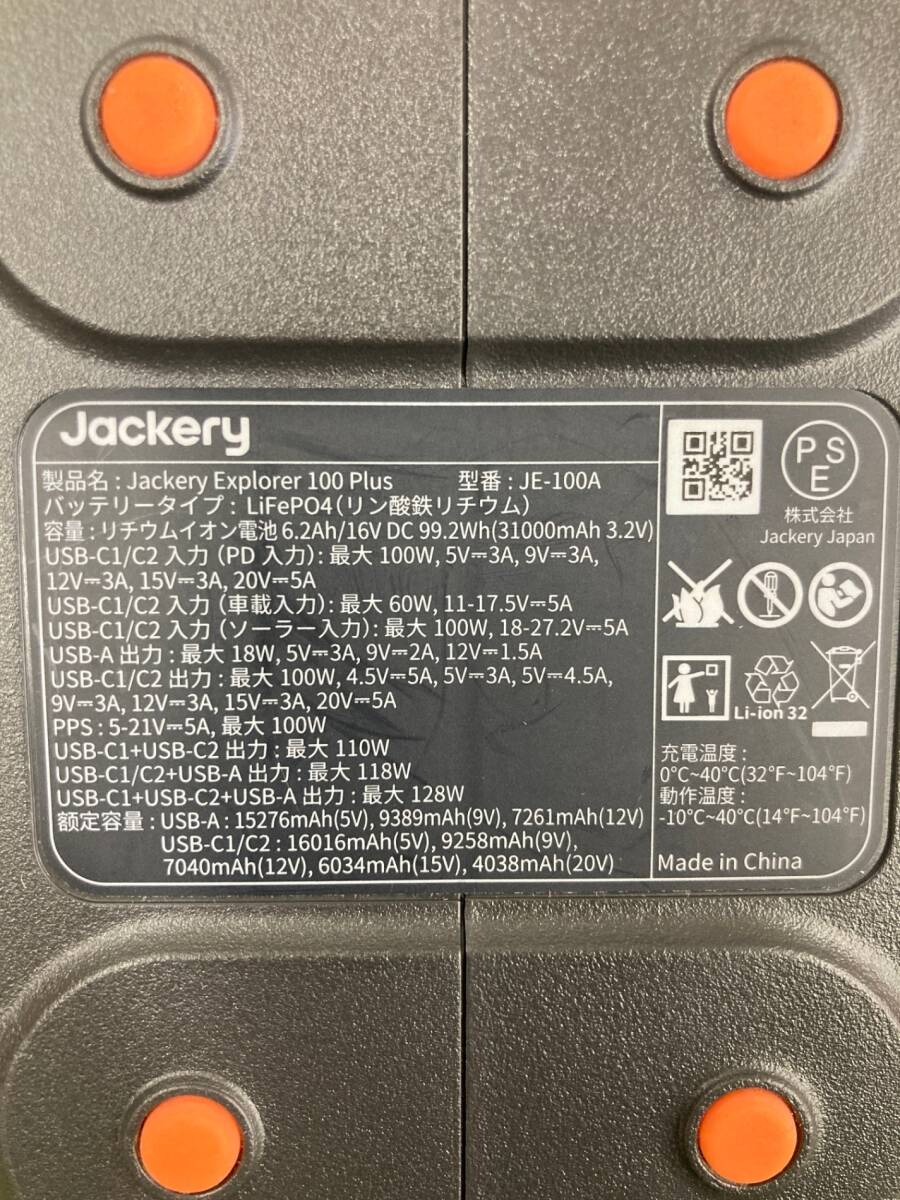 Jackery
製品名 : Jackery Explorer 100 Plus 型番 : JE-100A
バッテリータイプ : LiFePO4(リン酸鉄リチウム)
容量 : リチウムイオン電池 6.2Ah/16V DC 99.2Wh(31000mAh 3.2V)
USB-C1/C2 入力 (PD 入力) : 最大 100W, 5V⎓3A, 9V⎓3A,
12V⎓3A, 15V⎓3A, 20V⎓5A
USB-C1/C2 入力 (車載入力) : 最大 60W, 11-17.5V⎓5A
USB-C1/C2 入力 (ソーラー入力) : 最大 100W, 18-27.2V⎓5A
USB-A 出力 : 最大 18W, 5V⎓3A, 9V⎓2A, 12V⎓1.5A
USB-C1/C2 出力 : 最大 100W, 4.5V⎓5A, 5V⎓3A, 5V⎓4.5A,
9V⎓3A, 12V⎓3A, 15V⎓3A, 20V⎓5A
PPS : 5-21V⎓5A, 最大 100W
USB-C1+USB-C2 出力 : 最大 110W
USB-C1/C2+USB-A 出力 : 最大 118W
USB-C1+USB-C2+USB-A 出力 : 最大 128W
额定容量 : USB-A : 15276mAh(5V), 9389mAh(9V), 7261mAh(12V)
USB-C1/C2 : 16016mAh(5V), 9258mAh(9V),
7040mAh(12V), 6034mAh(15V), 4038mAh(20V)
PSE
株式会社
Jackery Japan
Li-ion 32
充電温度 :
0°C~40°C(32°F~104°F)
動作温度 :
-10°C~40°C(14°F~104°F)
Made in China